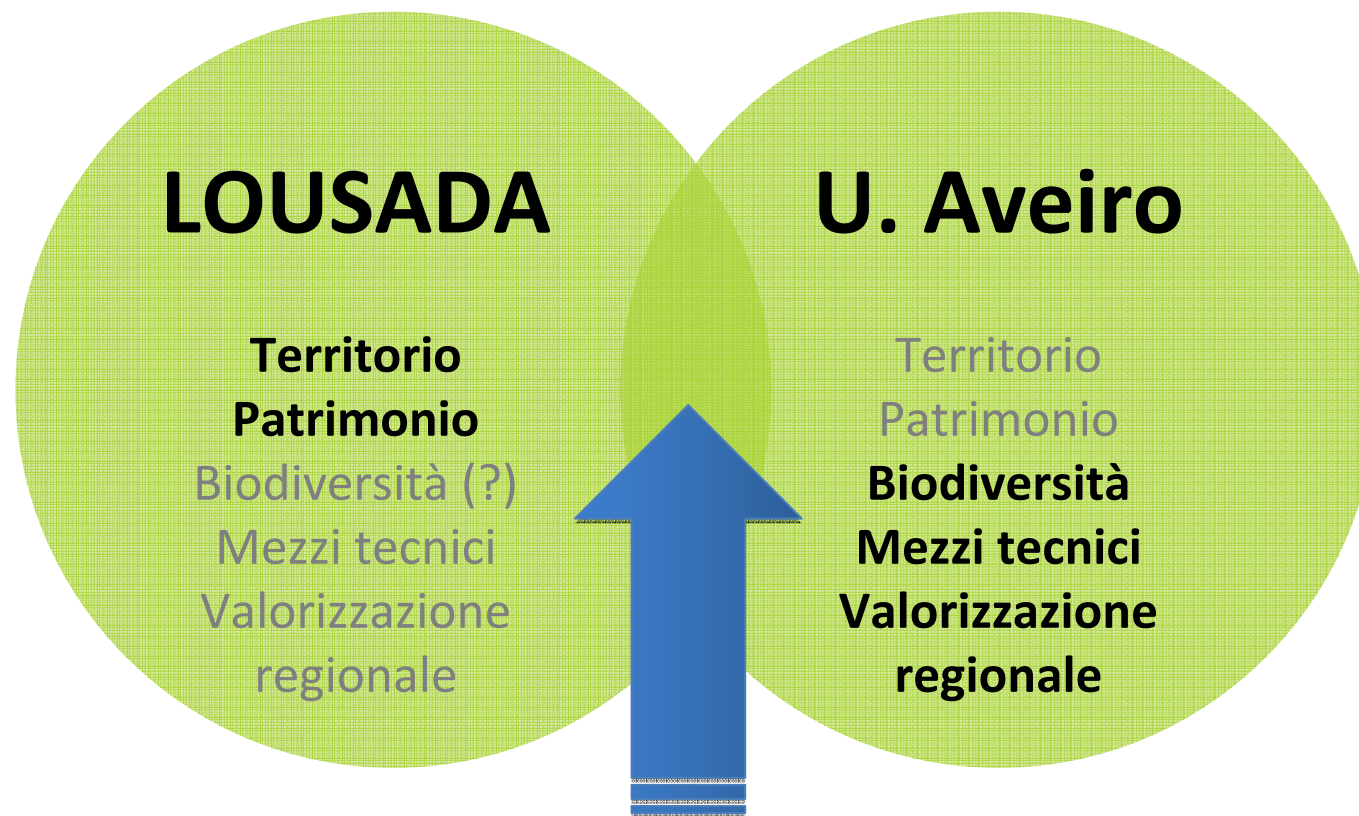 LOUSADA
Territorio
Patrimonio
Biodiversità (?)
Mezzi tecnici
Valorizzazione
regionale
U. Aveiro
Territorio
Patrimonio
Biodiversità
Mezzi tecnici
Valorizzazione
regionale